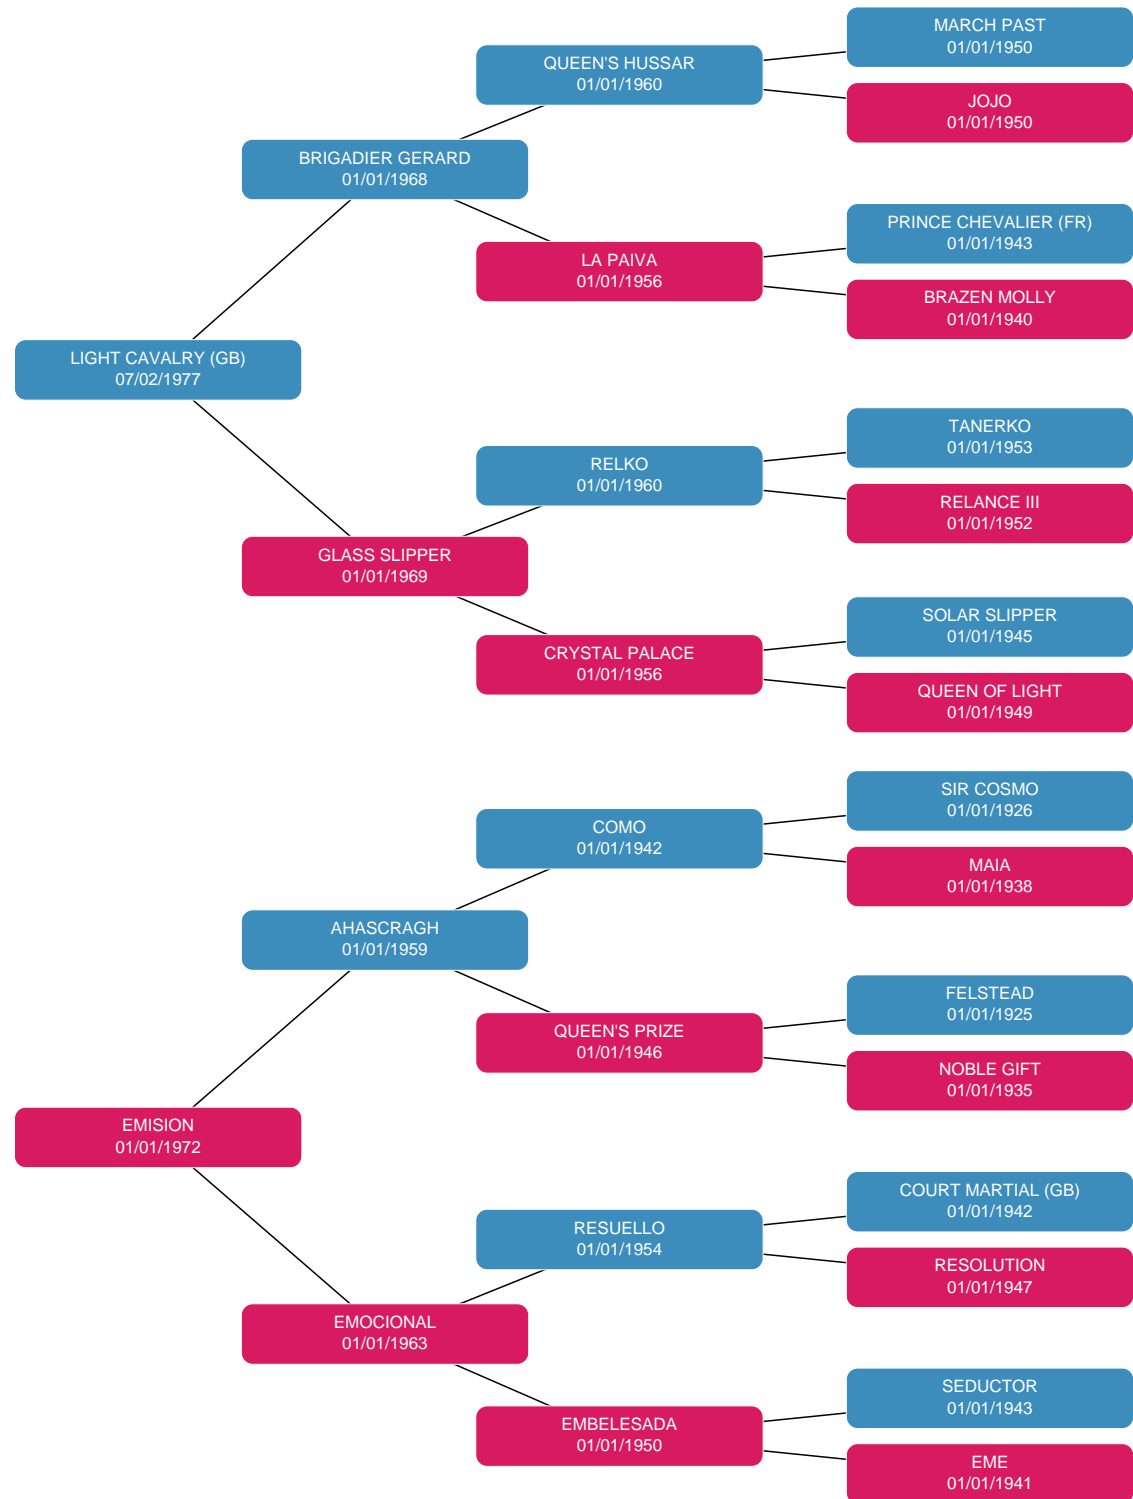 MARCH PAST
01/01/1950
QUEEN'S HUSSAR
01/01/1960
JOJO
01/01/1950
BRIGADIER GERARD
01/01/1968
PRINCE CHEVALIER (FR)
01/01/1943
LA PAIVA
01/01/1956
BRAZEN MOLLY
01/01/1940
LIGHT CAVALRY (GB)
07/02/1977
TANERKO
01/01/1953
RELKO
01/01/1960
RELANCE III
01/01/1952
GLASS SLIPPER
01/01/1969
SOLAR SLIPPER
01/01/1945
CRYSTAL PALACE
01/01/1956
QUEEN OF LIGHT
01/01/1949
SIR COSMO
01/01/1926
COMO
01/01/1942
MAIA
01/01/1938
AHASCRAGH
01/01/1959
FELSTEAD
01/01/1925
QUEEN'S PRIZE
01/01/1946
NOBLE GIFT
01/01/1935
EMISION
01/01/1972
COURT MARTIAL (GB)
01/01/1942
RESUELLO
01/01/1954
RESOLUTION
01/01/1947
EMOCIONAL
01/01/1963
SEDUCTOR
01/01/1943
EMBELESADA
01/01/1950
EME
01/01/1941